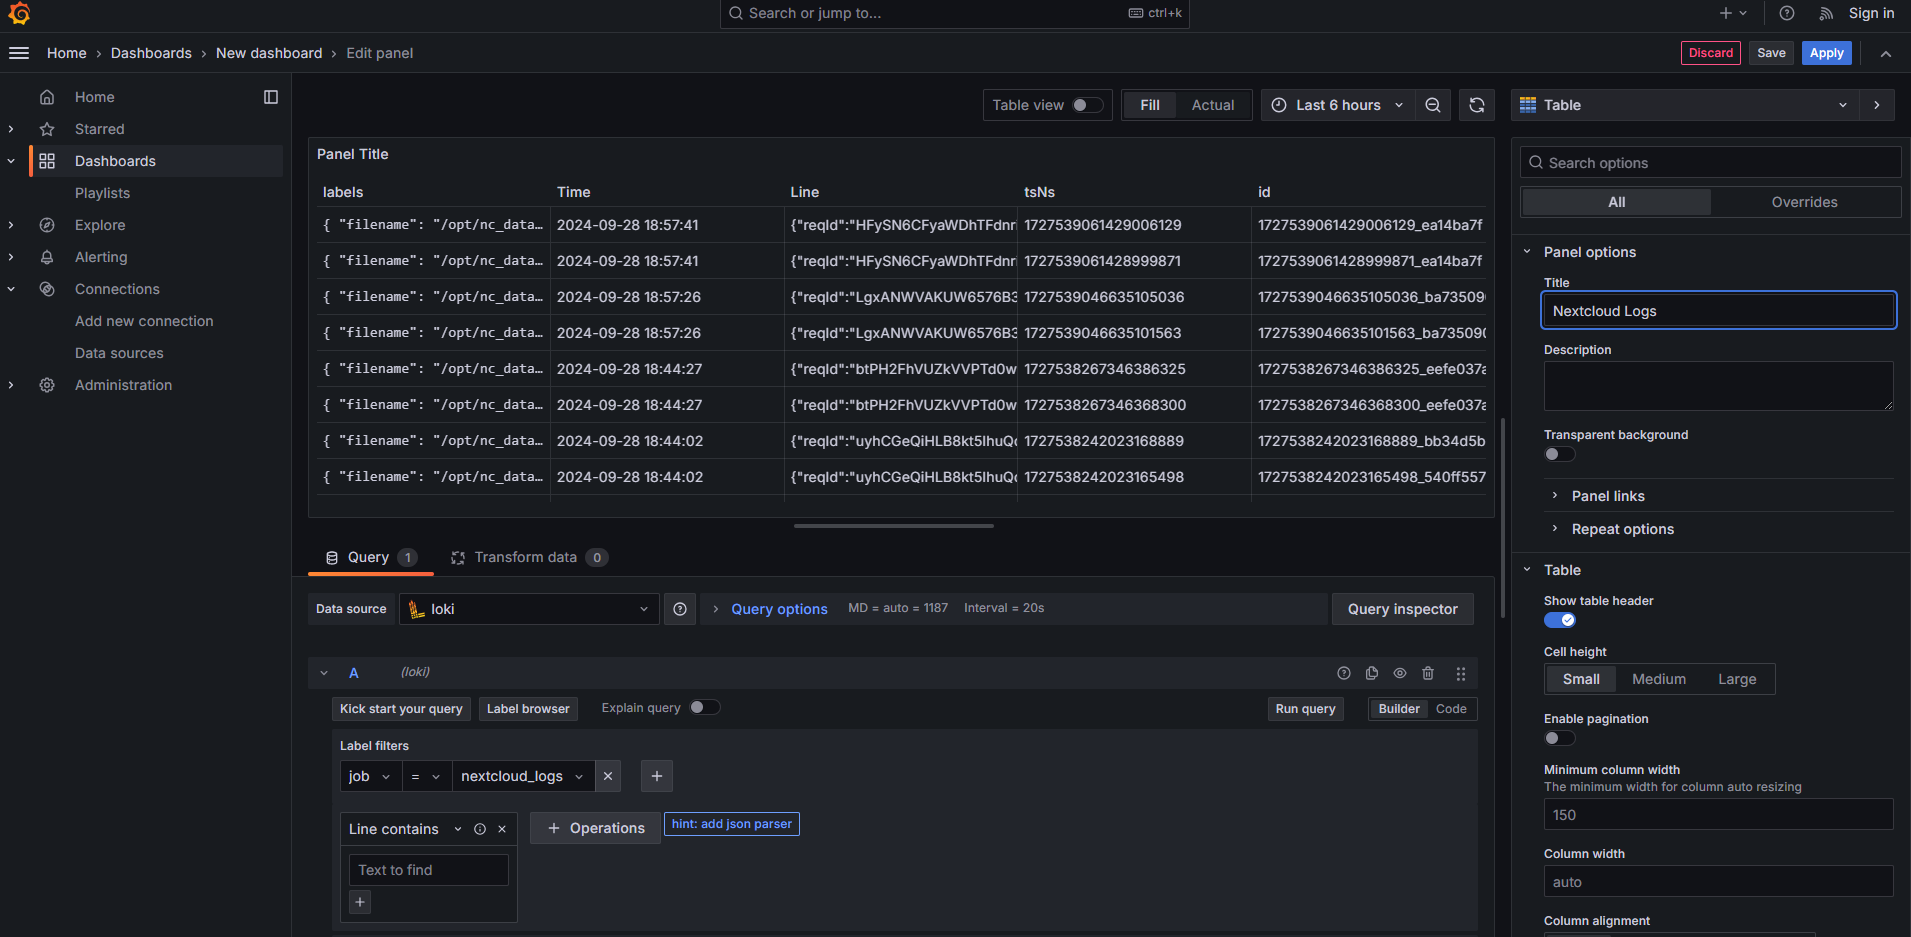 Search or jump to...
ctrl+k
Sign in
Home › Dashboards › New dashboard › Edit panel
Discard
Save
Apply
Home
Starred
Dashboards
Playlists
Explore
Alerting
Connections
Add new connection
Data sources
Administration
Table view
Fill
Actual
Last 6 hours
Panel Title
labels Time Line tsNs id
{ "filename": "/opt/nc_data... 2024-09-28 18:57:41 {"reqId":"HFySN6CFyaWDhTFdnr 1727539061429006129 1727539061429006129_ea14ba7f
{ "filename": "/opt/nc_data... 2024-09-28 18:57:41 {"reqId":"HFySN6CFyaWDhTFdnr 1727539061428999871 1727539061428999871_ea14ba7f
{ "filename": "/opt/nc_data... 2024-09-28 18:57:26 {"reqId":"LgxANWVAKUW6576B3 1727539046635105036 1727539046635105036_ba73509
{ "filename": "/opt/nc_data... 2024-09-28 18:57:26 {"reqId":"LgxANWVAKUW6576B3 1727539046635101563 1727539046635101563_ba73509
{ "filename": "/opt/nc_data... 2024-09-28 18:44:27 {"reqId":"btPH2FhVUZkVVPTd0w 1727538267346386325 1727538267346386325_eefe037a
{ "filename": "/opt/nc_data... 2024-09-28 18:44:27 {"reqId":"btPH2FhVUZkVVPTd0w 1727538267346368300 1727538267346368300_eefe037a
{ "filename": "/opt/nc_data... 2024-09-28 18:44:02 {"reqId":"uyhCGeQiHLB8kt5IhuQ 1727538242023168889 1727538242023168889_bb34d5b
{ "filename": "/opt/nc_data... 2024-09-28 18:44:02 {"reqId":"uyhCGeQiHLB8kt5IhuQ 1727538242023165498 1727538242023165498_540ff557
Query 1
Transform data 0
Data source
loki
Query options
MD = auto = 1187
Interval = 20s
Query inspector
A
(loki)
Kick start your query
Label browser
Explain query
Run query
Builder
Code
Label filters
job
=
nextcloud_logs
Line contains
Text to find
+ Operations
hint: add json parser
Table
Search options
All
Overrides
Panel options
Title
Nextcloud Logs
Description
Transparent background
Panel links
Repeat options
Table
Show table header
Cell height
Small
Medium
Large
Enable pagination
Minimum column width
The minimum width for column auto resizing
150
Column width
auto
Column alignment